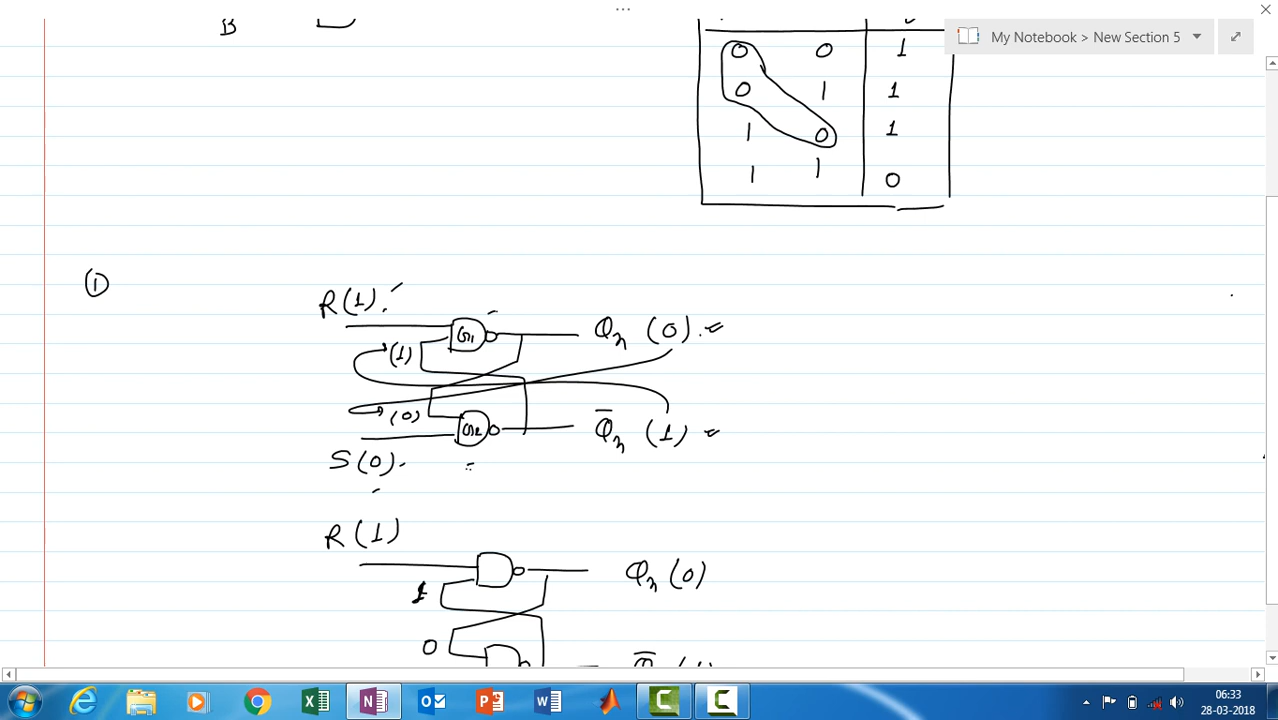 ...
B
My Notebook > New Section 5
0 0 1
0 1 1
1 0 1
1 1 0
①
R(1)
G1
Qn (0)
(1)
(0)
G2
Q̅n (1)
S(0)
R(1)
Qn (0)
1
0
06:33
28-03-2018